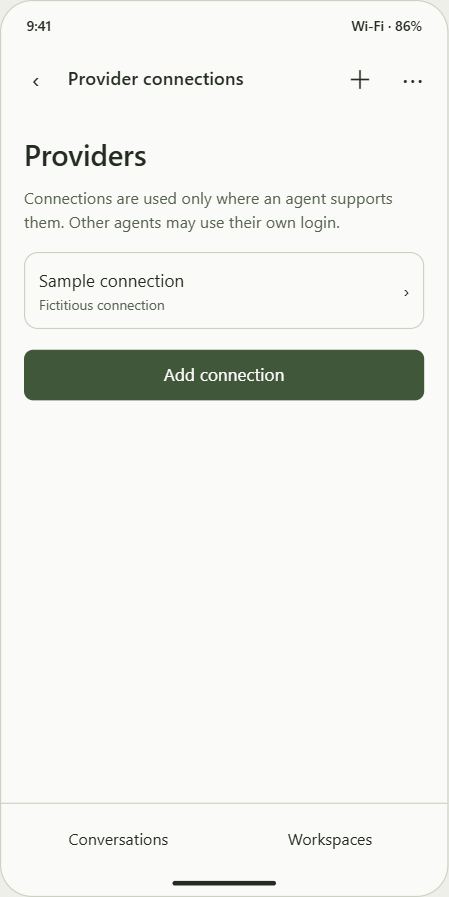 9:41
Wi-Fi · 86%
‹ Provider connections + ...
Providers
Connections are used only where an agent supports
them. Other agents may use their own login.
Sample connection
Fictitious connection
›
Add connection
Conversations
Workspaces